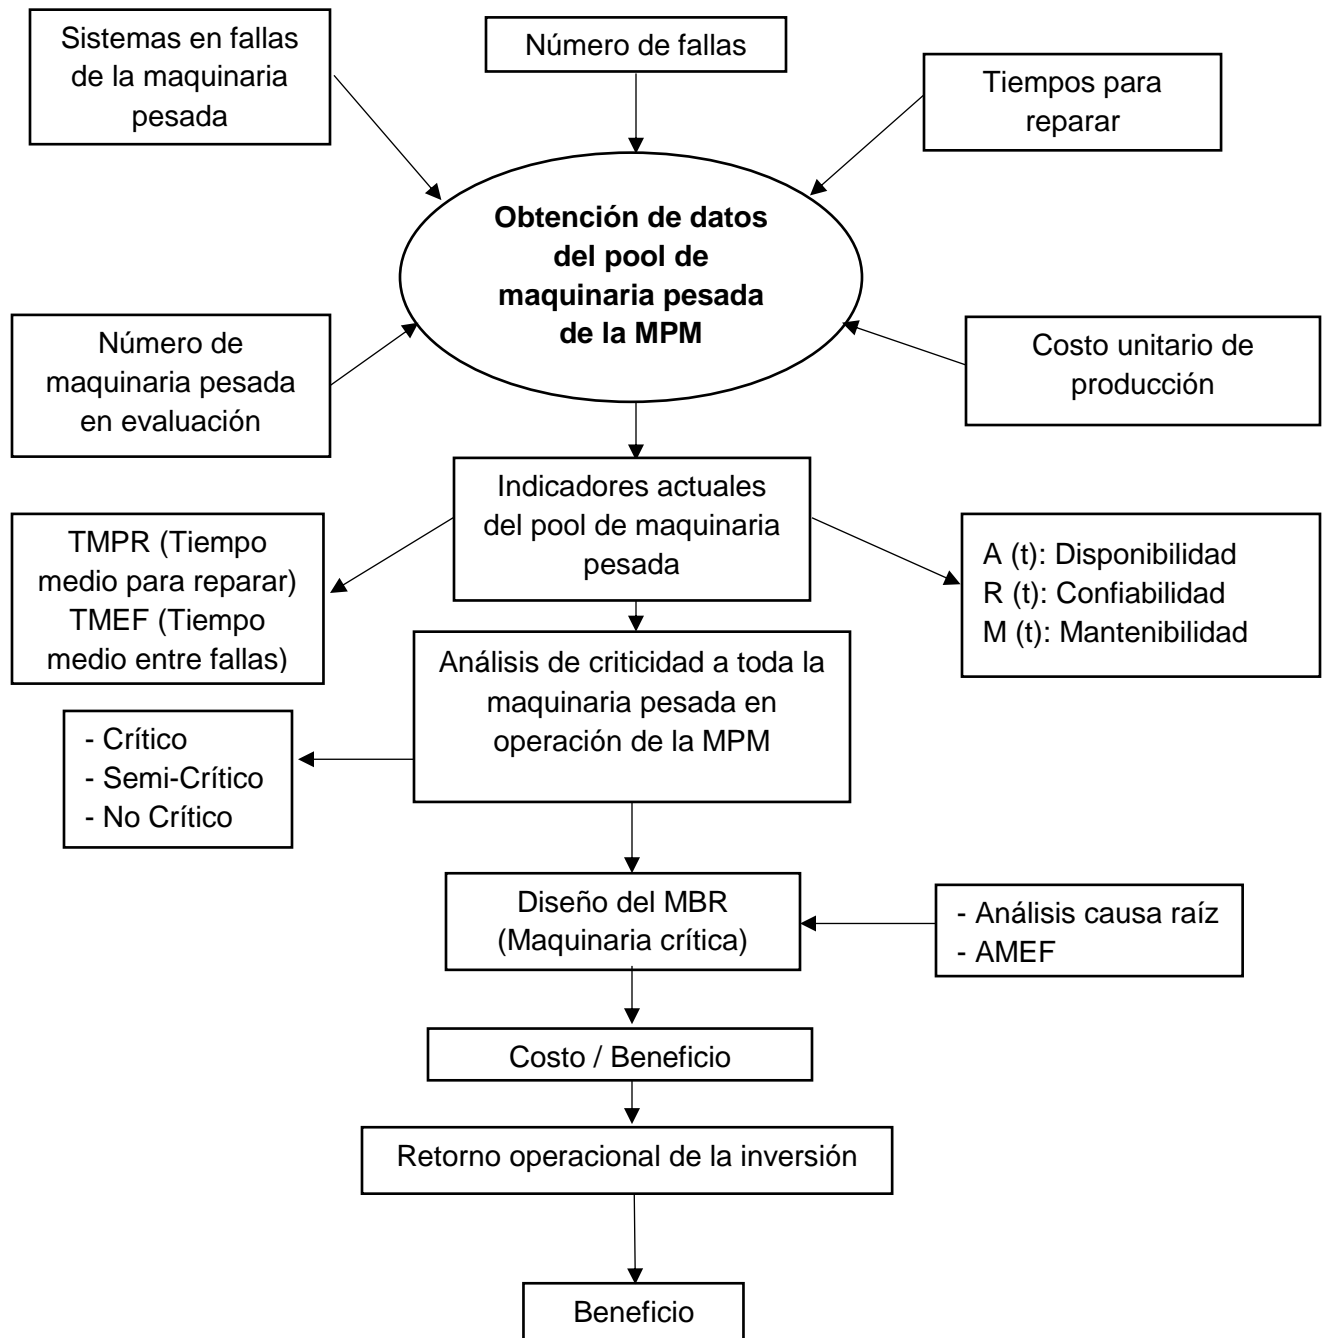 Sistemas en fallas
de la maquinaria
pesada
Número de fallas
Tiempos para
reparar
Obtención de datos
del pool de
maquinaria pesada
de la MPM
Número de
maquinaria pesada
en evaluación
Costo unitario de
producción
Indicadores actuales
del pool de maquinaria
pesada
TMPR (Tiempo
medio para reparar)
TMEF (Tiempo
medio entre fallas)
A (t): Disponibilidad
R (t): Confiabilidad
M (t): Mantenibilidad
Análisis de criticidad a toda la
maquinaria pesada en
operación de la MPM
- Crítico
- Semi-Crítico
- No Crítico
Diseño del MBR
(Maquinaria crítica)
- Análisis causa raíz
- AMEF
Costo / Beneficio
Retorno operacional de la inversión
Beneficio